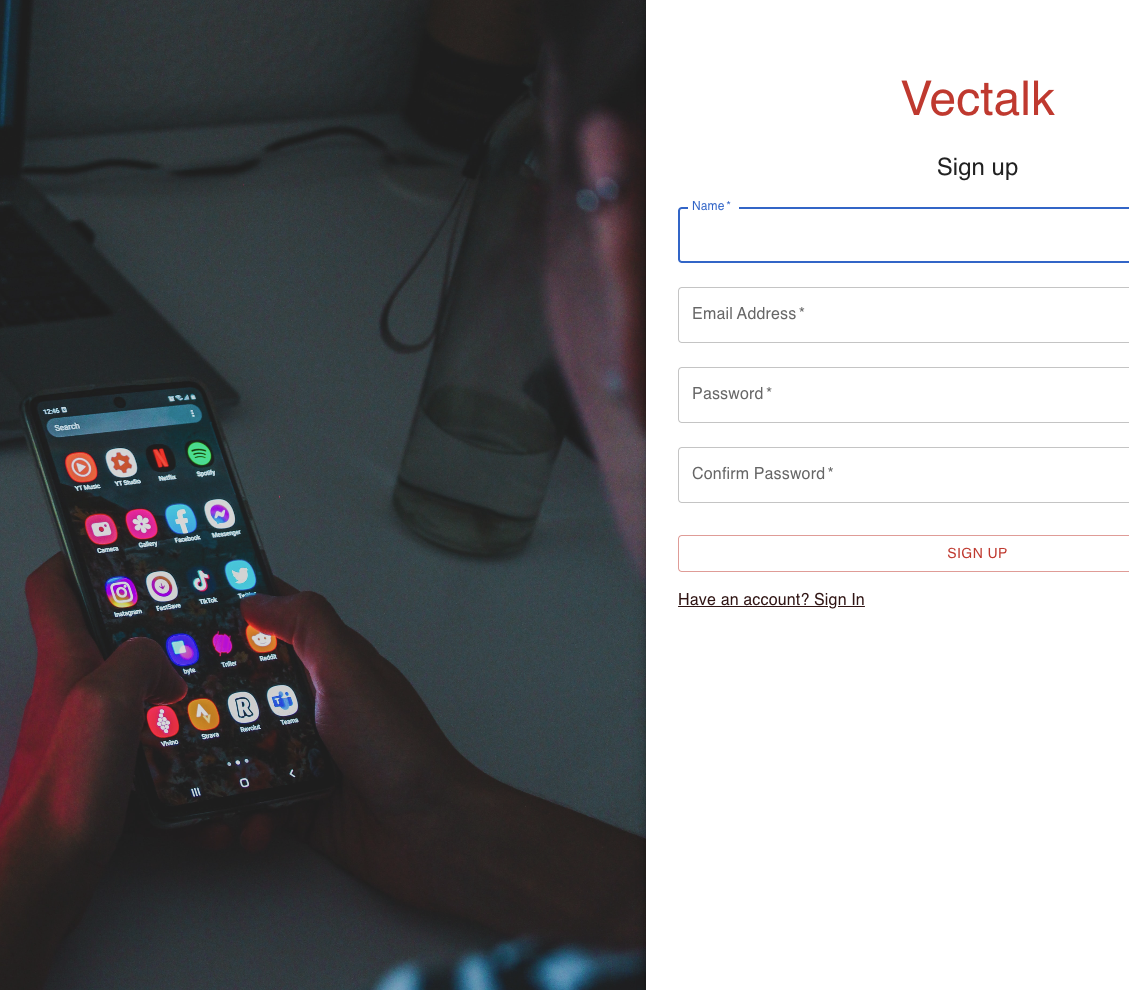 12:46
Search
YT Music
YT Studio
Netflix
Spotify
Camera
Gallery
Facebook
Messenger
Instagram
FastSave
TikTok
Twitter
byte
Triller
Reddit
Vivino
Strava
Revolut
Teams
Vectalk
Sign up
Name *
Email Address *
Password *
Confirm Password *
SIGN UP
Have an account? Sign In